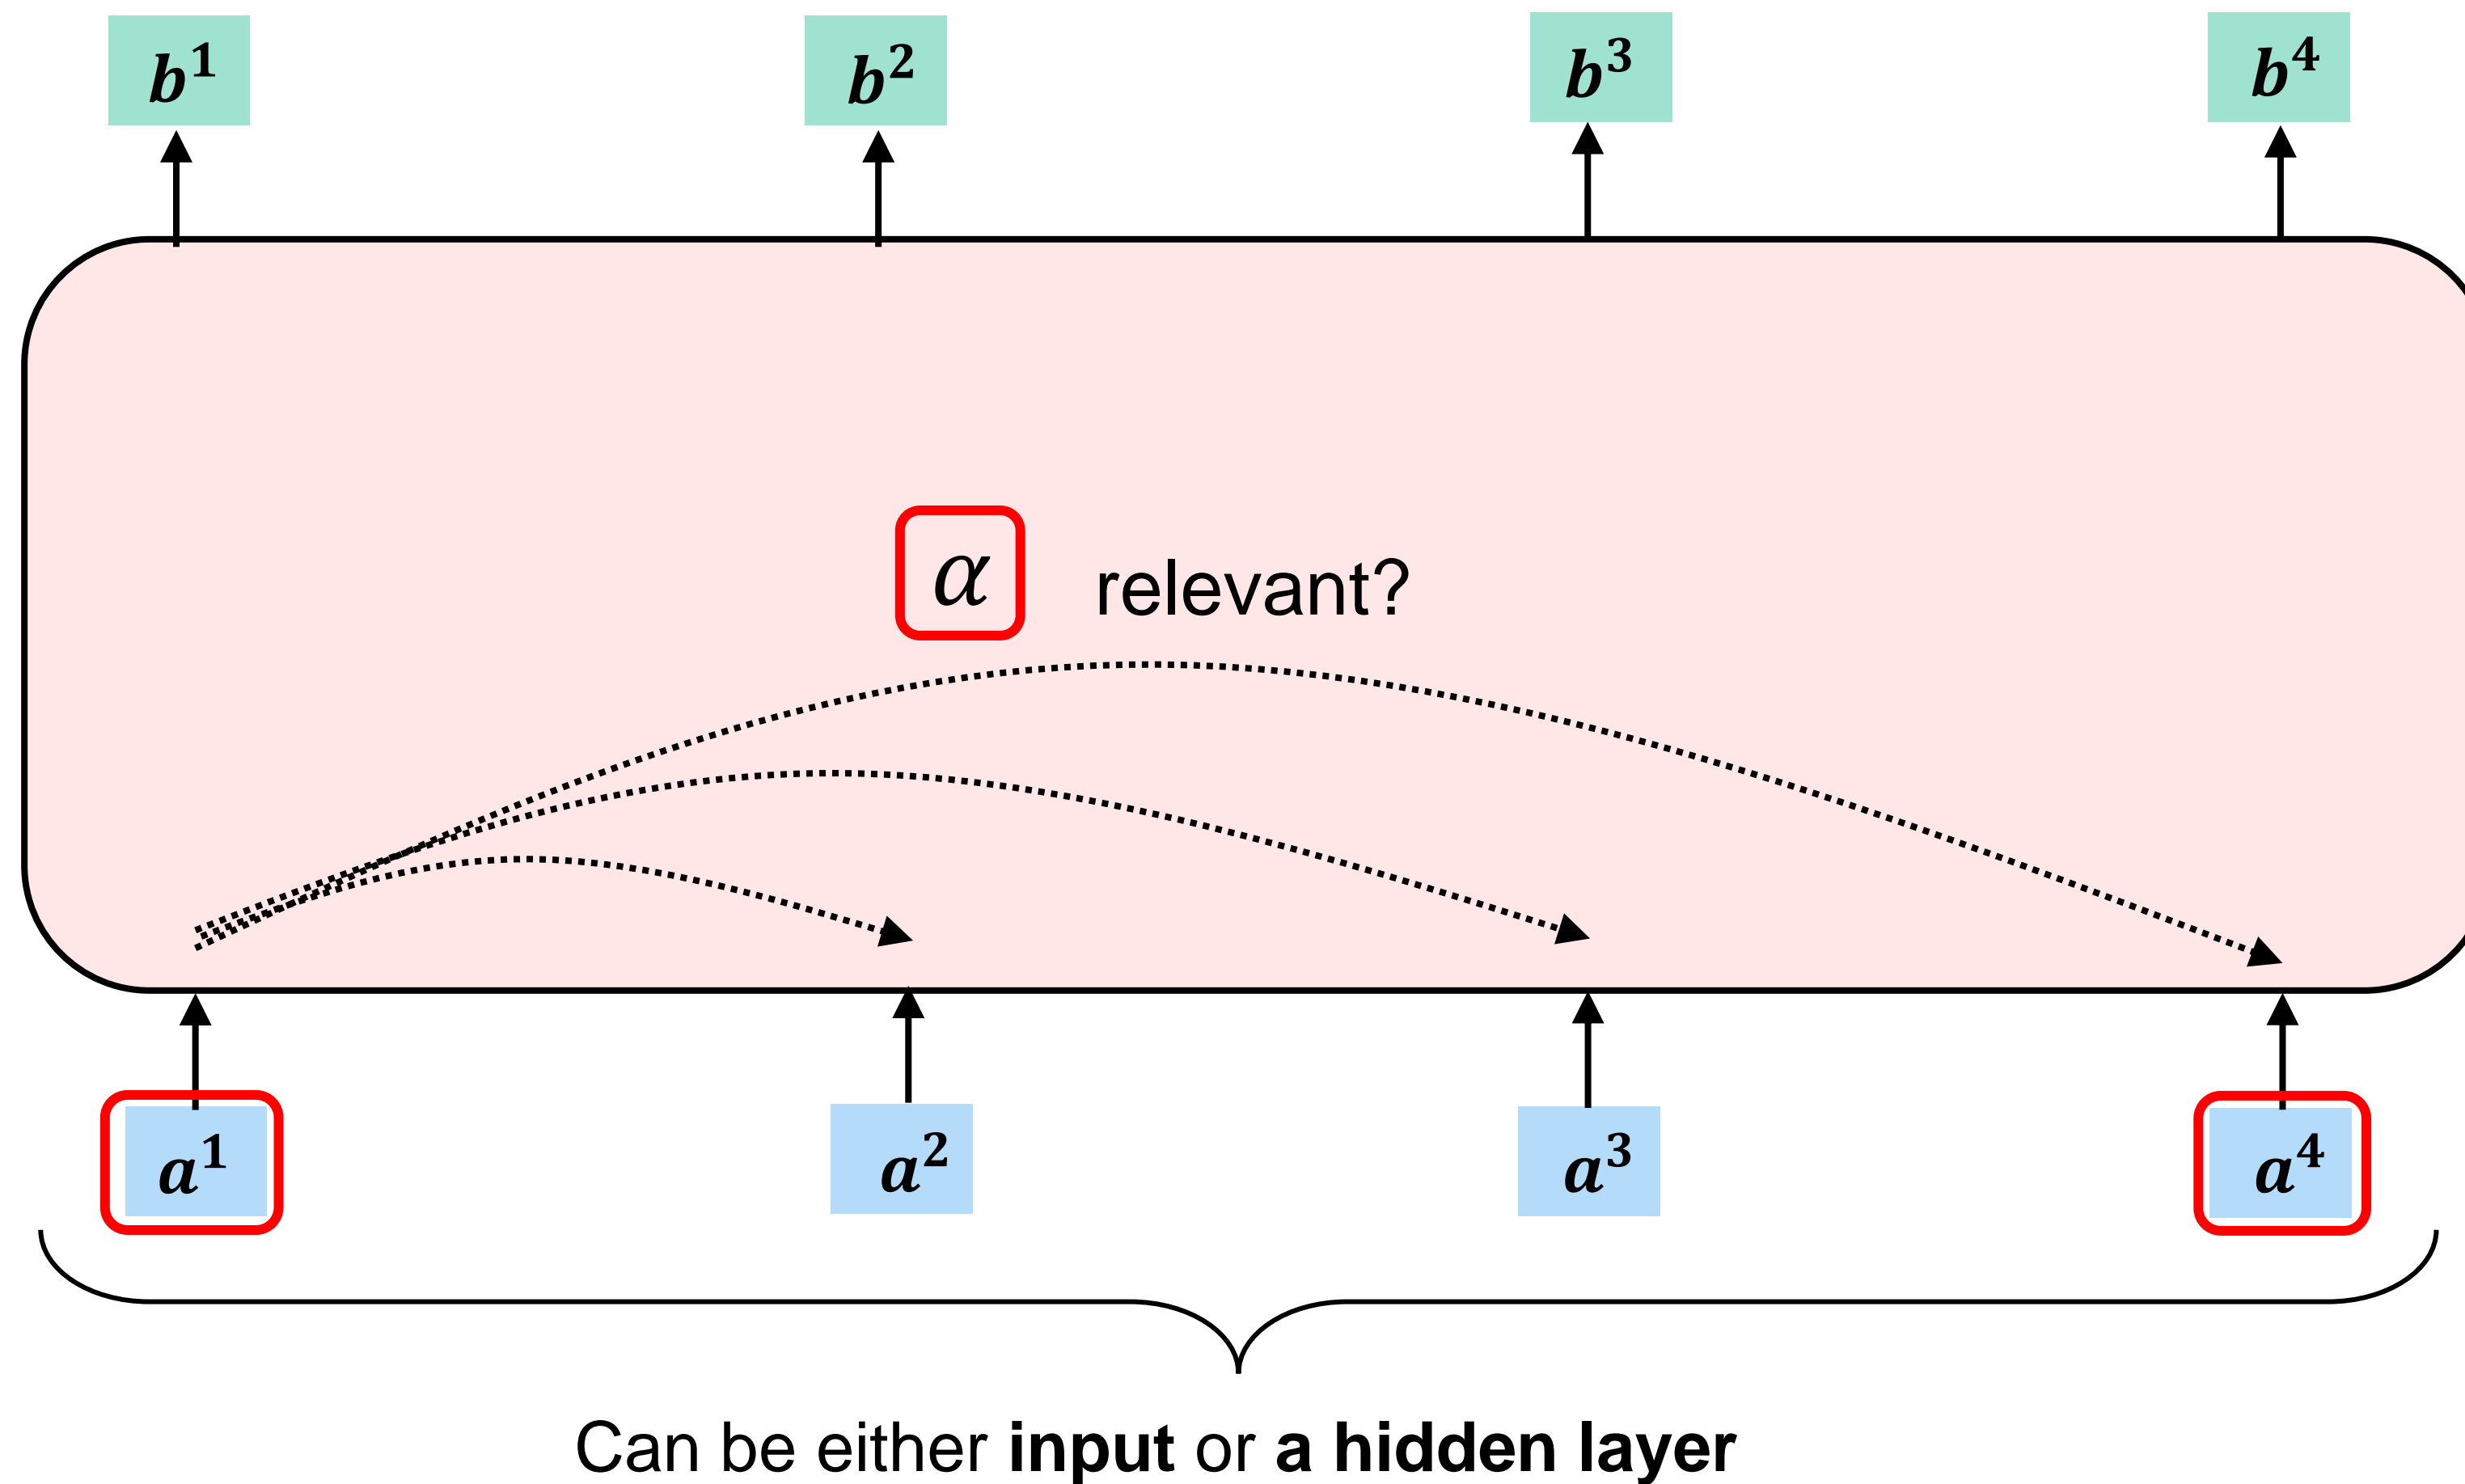 b¹ b² b³ b⁴
α relevant?
a¹ a² a³ a⁴
Can be either input or a hidden layer